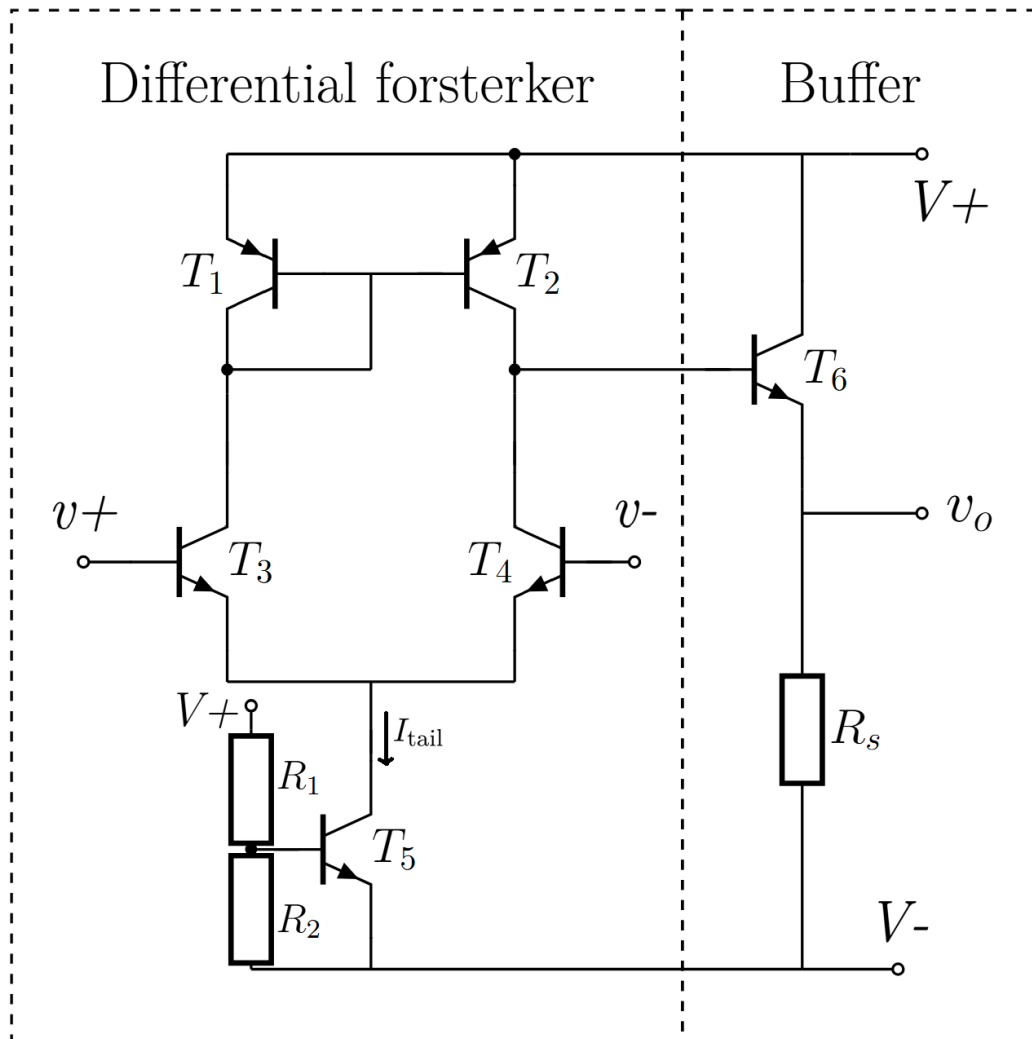 Differential forsterker
Buffer
V+
T1
T2
T6
v+
v-
vo
T3
T4
V+
Itail
R1
Rs
T5
R2
V-